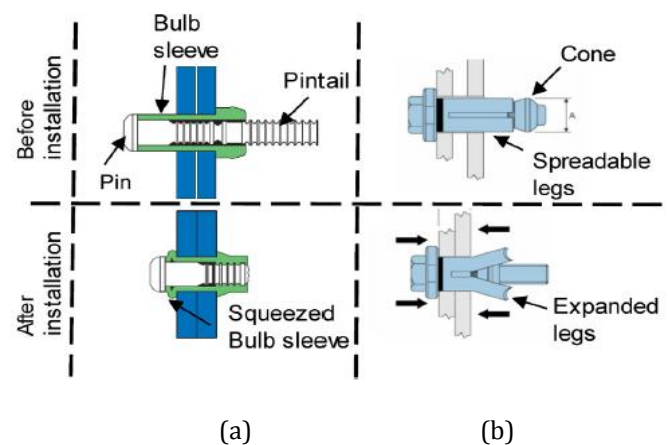 Before
installation
Bulb
sleeve
Pintail
Pin
Cone
A
Spreadable
legs
After
installation
Squeezed
Bulb sleeve
Expanded
legs
(a)
(b)